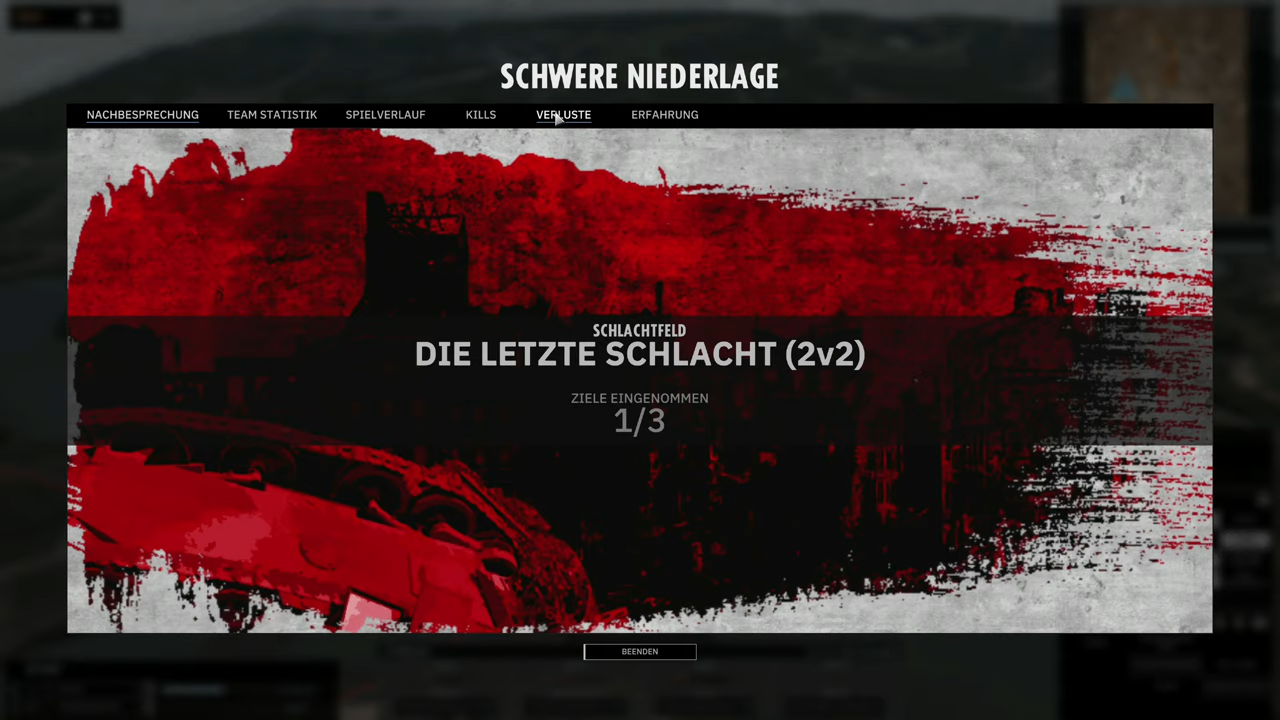 SCHWERE NIEDERLAGE
NACHBESPRECHUNG TEAM STATISTIK SPIELVERLAUF KILLS VERLUSTE ERFAHRUNG
SCHLACHTFELD
DIE LETZTE SCHLACHT (2v2)
ZIELE EINGENOMMEN
1/3
BEENDEN